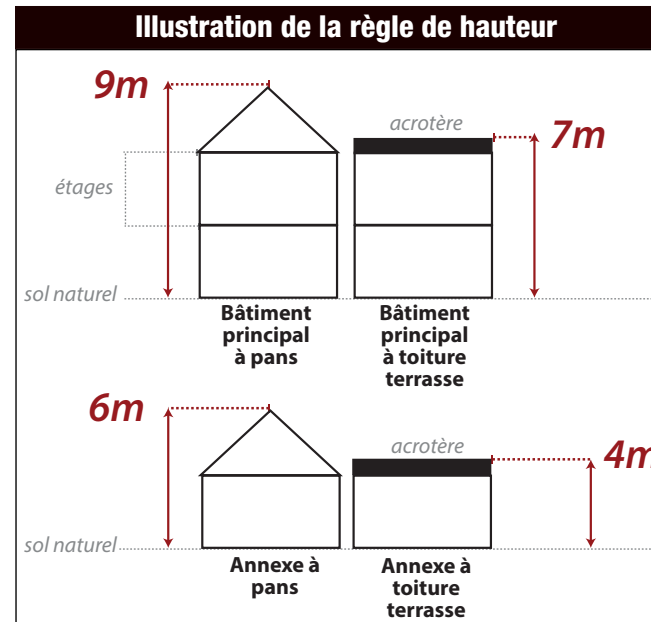 Illustration de la règle de hauteur
9m
acrotère
7m
étages
sol naturel
Bâtiment
principal
à pans
Bâtiment
principal
à toiture
terrasse
6m
acrotère
4m
sol naturel
Annexe à
pans
Annexe à
toiture
terrasse